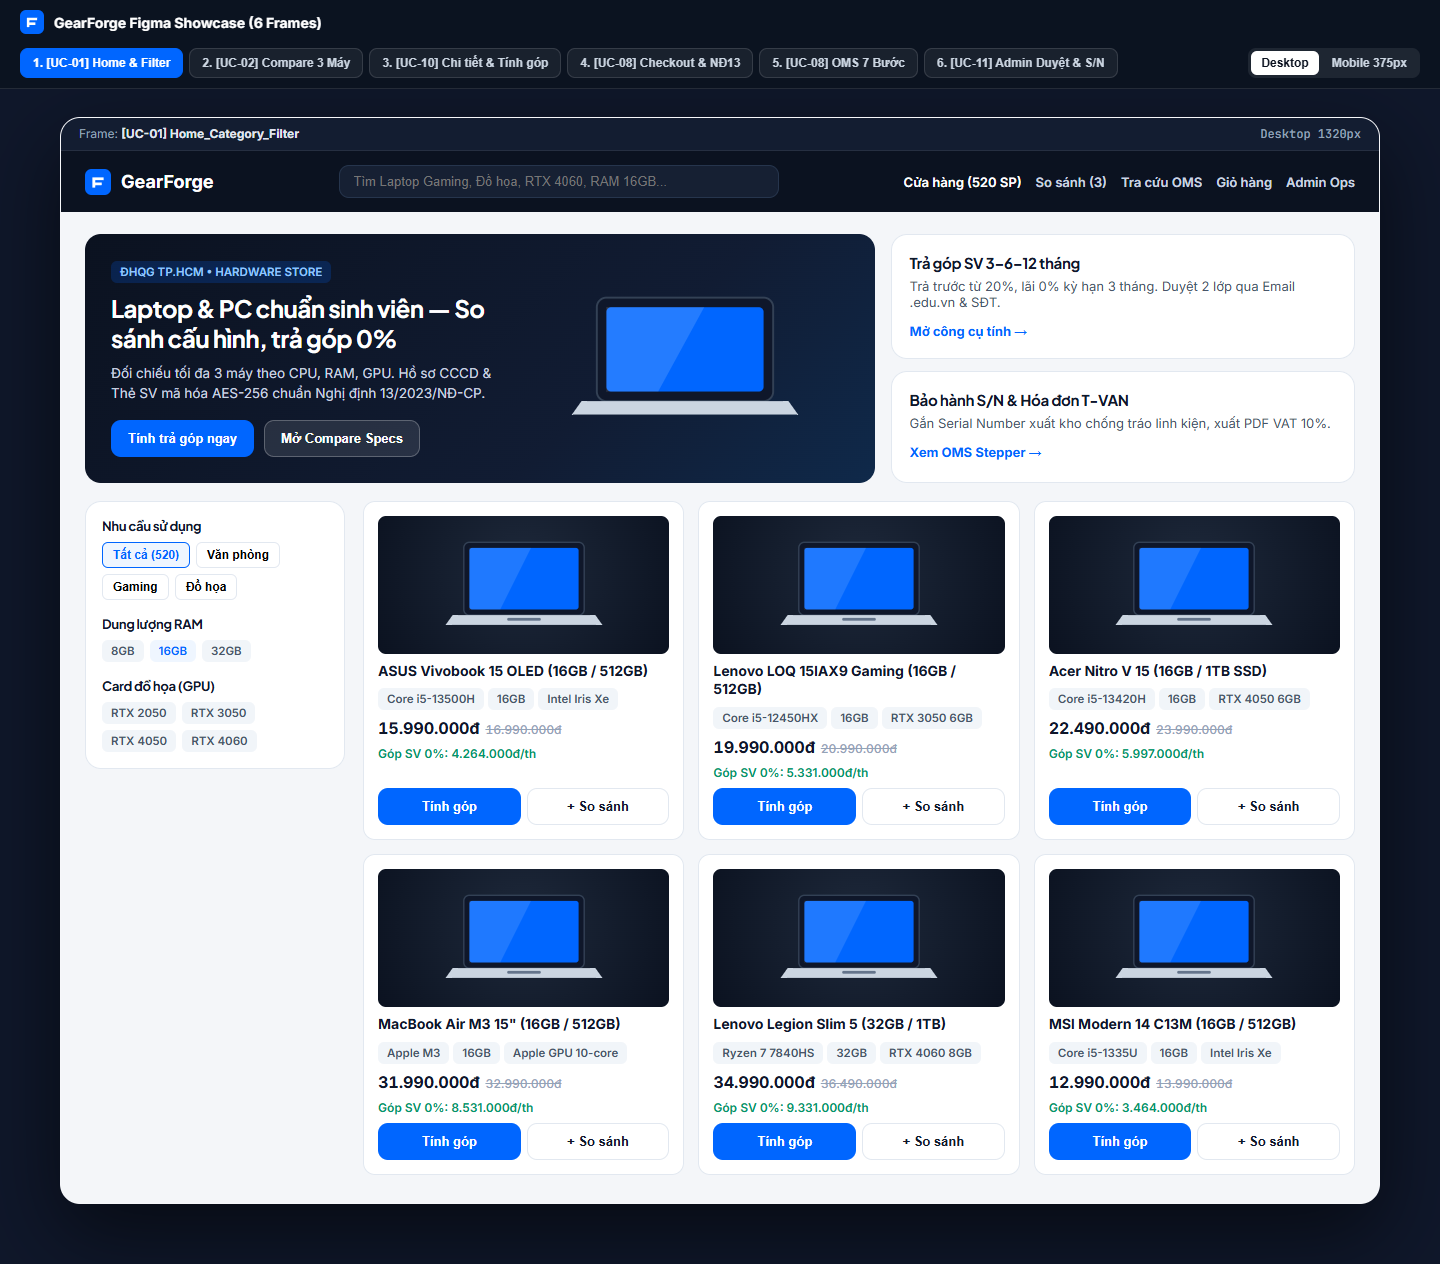 GearForge Figma Showcase (6 Frames)
1. [UC-01] Home & Filter
2. [UC-02] Compare 3 Máy
3. [UC-10] Chi tiết & Tính góp
4. [UC-08] Checkout & NĐ13
5. [UC-08] OMS 7 Bước
6. [UC-11] Admin Duyệt & S/N
Desktop
Mobile 375px
Frame: [UC-01] Home_Category_Filter
Desktop 1320px
GearForge
Tìm Laptop Gaming, Đồ họa, RTX 4060, RAM 16GB...
Cửa hàng (520 SP)
So sánh (3)
Tra cứu OMS
Giỏ hàng
Admin Ops
ĐHQG TP.HCM • HARDWARE STORE
Laptop & PC chuẩn sinh viên — So
sánh cấu hình, trả góp 0%
Đối chiếu tối đa 3 máy theo CPU, RAM, GPU. Hồ sơ CCCD &
Thẻ SV mã hóa AES-256 chuẩn Nghị định 13/2023/NĐ-CP.
Tính trả góp ngay
Mở Compare Specs
Trả góp SV 3–6–12 tháng
Trả trước từ 20%, lãi 0% kỳ hạn 3 tháng. Duyệt 2 lớp qua Email
.edu.vn & SĐT.
Mở công cụ tính →
Bảo hành S/N & Hóa đơn T-VAN
Gắn Serial Number xuất kho chống tráo linh kiện, xuất PDF VAT 10%.
Xem OMS Stepper →
Nhu cầu sử dụng
Tất cả (520)
Văn phòng
Gaming
Đồ họa
Dung lượng RAM
8GB
16GB
32GB
Card đồ họa (GPU)
RTX 2050
RTX 3050
RTX 4050
RTX 4060
ASUS Vivobook 15 OLED (16GB / 512GB)
Core i5-13500H
16GB
Intel Iris Xe
15.990.000đ 16.990.000đ
Góp SV 0%: 4.264.000đ/th
Tính góp
+ So sánh
Lenovo LOQ 15IAX9 Gaming (16GB /
512GB)
Core i5-12450HX
16GB
RTX 3050 6GB
19.990.000đ 20.990.000đ
Góp SV 0%: 5.331.000đ/th
Tính góp
+ So sánh
Acer Nitro V 15 (16GB / 1TB SSD)
Core i5-13420H
16GB
RTX 4050 6GB
22.490.000đ 23.990.000đ
Góp SV 0%: 5.997.000đ/th
Tính góp
+ So sánh
MacBook Air M3 15" (16GB / 512GB)
Apple M3
16GB
Apple GPU 10-core
31.990.000đ 32.990.000đ
Góp SV 0%: 8.531.000đ/th
Tính góp
+ So sánh
Lenovo Legion Slim 5 (32GB / 1TB)
Ryzen 7 7840HS
32GB
RTX 4060 8GB
34.990.000đ 36.490.000đ
Góp SV 0%: 9.331.000đ/th
Tính góp
+ So sánh
MSI Modern 14 C13M (16GB / 512GB)
Core i5-1335U
16GB
Intel Iris Xe
12.990.000đ 13.990.000đ
Góp SV 0%: 3.464.000đ/th
Tính góp
+ So sánh